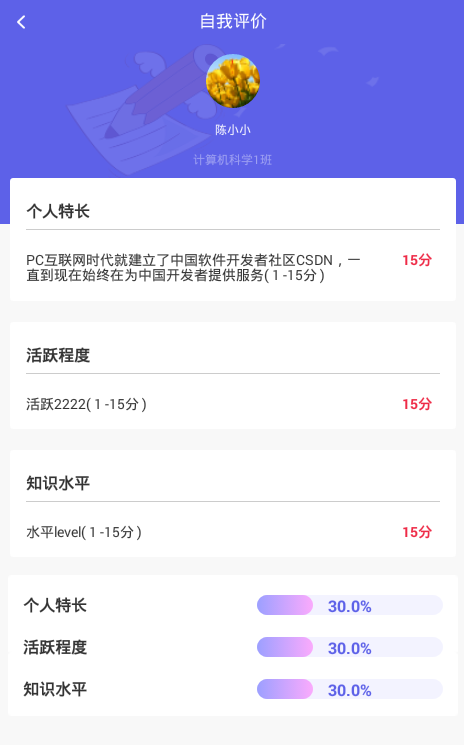 自我评价
陈小小
计算机科学1班
个人特长
PC互联网时代就建立了中国软件开发者社区CSDN，一
直到现在始终在为中国开发者提供服务( 1 -15分 )
15分
活跃程度
活跃2222( 1 -15分 )
15分
知识水平
水平level( 1 -15分 )
15分
个人特长
30.0%
活跃程度
30.0%
知识水平
30.0%